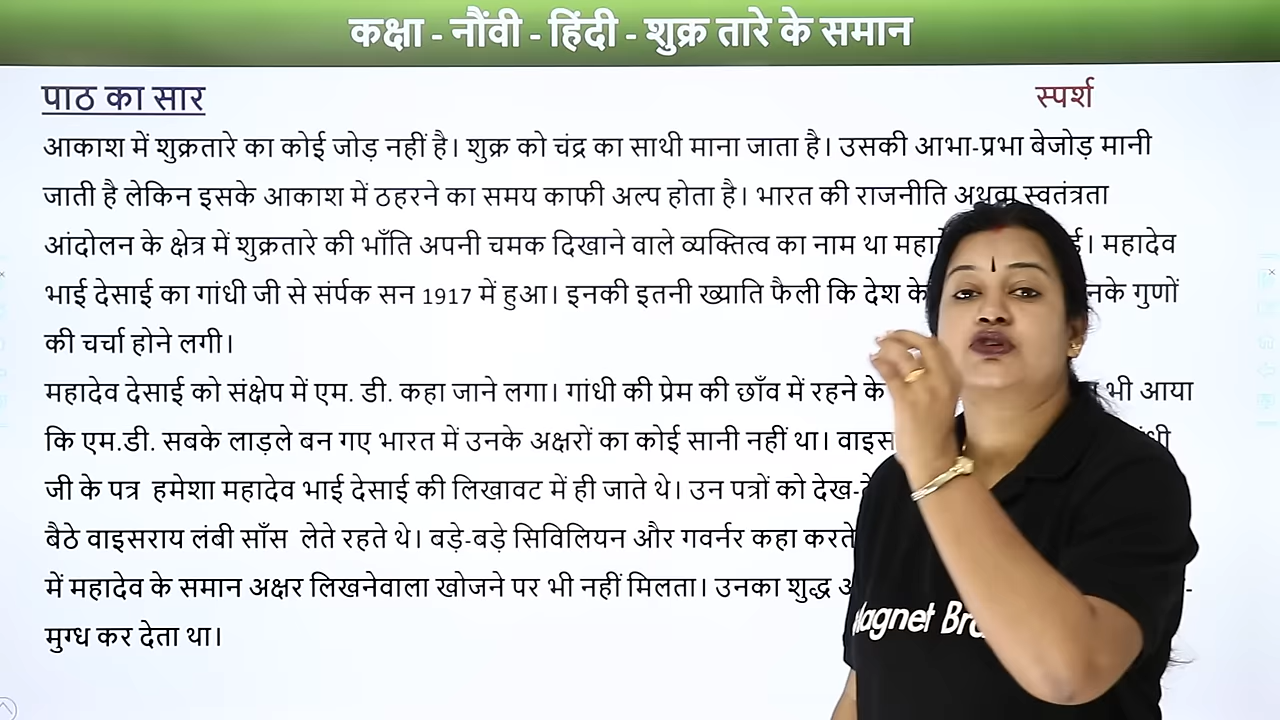 कक्षा - नौंवी - हिंदी - शुक्र तारे के समान
पाठ का सार
स्पर्श
आकाश में शुक्रतारे का कोई जोड़ नहीं है। शुक्र को चंद्र का साथी माना जाता है। उसकी आभा-प्रभा बेजोड़ मानी
जाती है लेकिन इसके आकाश में ठहरने का समय काफी अल्प होता है। भारत की राजनीति अथवा स्वतंत्रता
आंदोलन के क्षेत्र में शुक्रतारे की भाँति अपनी चमक दिखाने वाले व्यक्तित्व का नाम था महादेव । महादेव
भाई देसाई का गांधी जी से संर्पक सन 1917 में हुआ। इनकी इतनी ख्याति फैली कि देश के गुणों
की चर्चा होने लगी।
महादेव देसाई को संक्षेप में एम. डी. कहा जाने लगा। गांधी की प्रेम की छाँव में रहने के भी आया
कि एम.डी. सबके लाड़ले बन गए भारत में उनके अक्षरों का कोई सानी नहीं था।
जी के पत्र हमेशा महादेव भाई देसाई की लिखावट में ही जाते थे। उन पत्रों को
बैठे वाइसराय लंबी साँस लेते रहते थे। बड़े-बड़े सिविलियन और गवर्नर कहा करते
में महादेव के समान अक्षर लिखनेवाला खोजने पर भी नहीं मिलता। उनका शुद्ध
मुग्ध कर देता था।